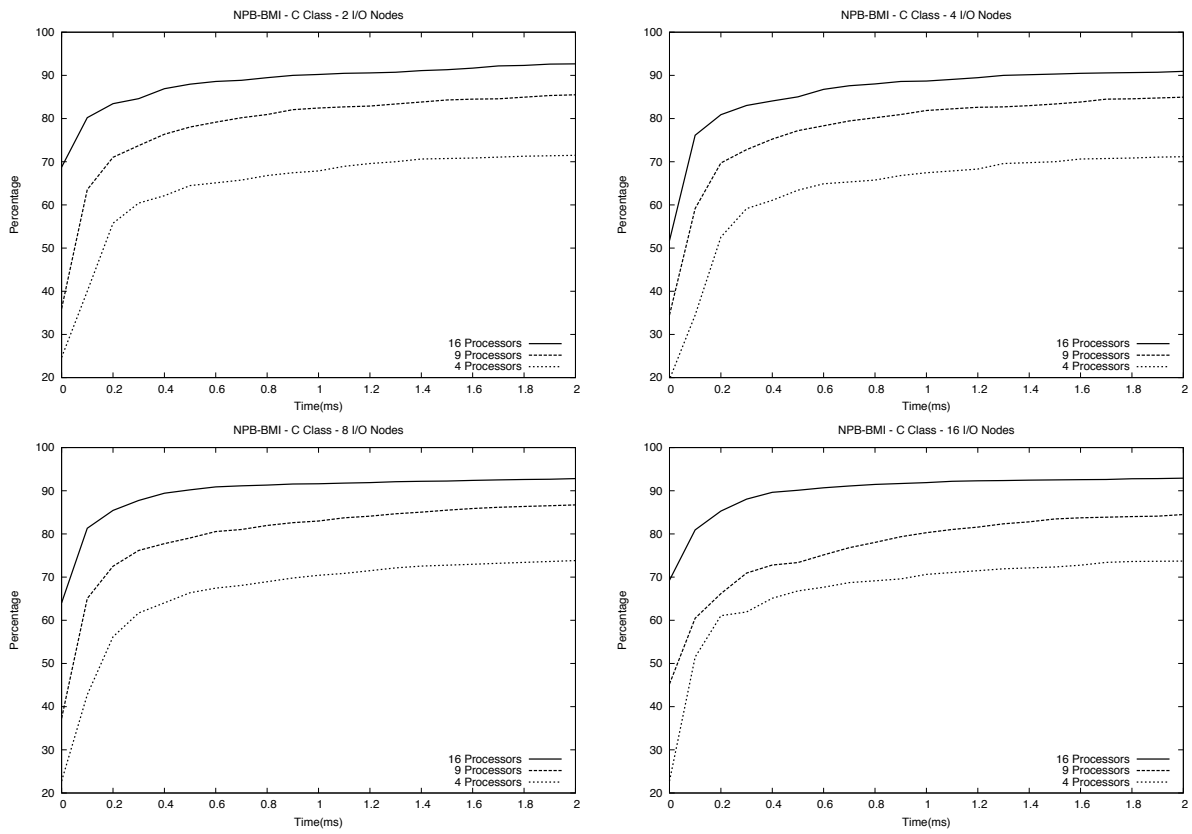 NPB-BMI - C Class - 2 I/O Nodes
100
90
80
70
60
50
40
30
20
Percentage
16 Processors
9 Processors
4 Processors
0 0.2 0.4 0.6 0.8 1 1.2 1.4 1.6 1.8 2
Time(ms)
NPB-BMI - C Class - 4 I/O Nodes
100
90
80
70
60
50
40
30
20
Percentage
16 Processors
9 Processors
4 Processors
0 0.2 0.4 0.6 0.8 1 1.2 1.4 1.6 1.8 2
Time(ms)
NPB-BMI - C Class - 8 I/O Nodes
100
90
80
70
60
50
40
30
20
Percentage
16 Processors
9 Processors
4 Processors
0 0.2 0.4 0.6 0.8 1 1.2 1.4 1.6 1.8 2
Time(ms)
NPB-BMI - C Class - 16 I/O Nodes
100
90
80
70
60
50
40
30
20
Percentage
16 Processors
9 Processors
4 Processors
0 0.2 0.4 0.6 0.8 1 1.2 1.4 1.6 1.8 2
Time(ms)